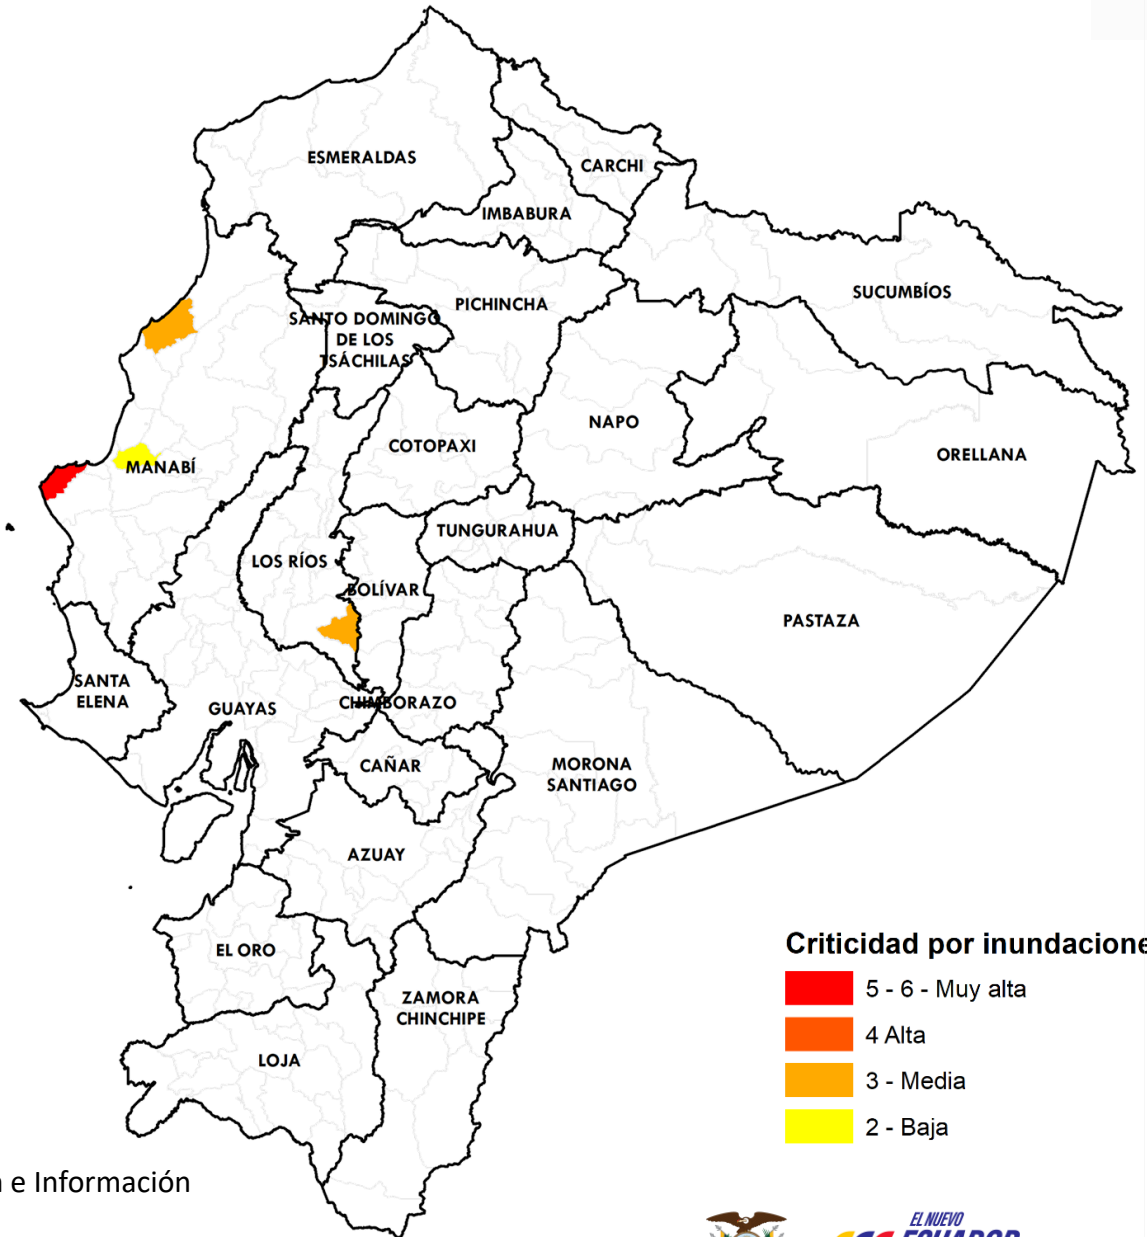 ESMERALDAS
CARCHI
IMBABURA
SUCUMBÍOS
PICHINCHA
SANTO DOMINGO
DE LOS
TSÁCHILAS
NAPO
COTOPAXI
ORELLANA
MANABÍ
TUNGURAHUA
LOS RÍOS
BOLÍVAR
PASTAZA
SANTA
ELENA
GUAYAS
CHIMBORAZO
CAÑAR
MORONA
SANTIAGO
AZUAY
EL ORO
ZAMORA
CHINCHIPE
LOJA
Criticidad por inundacione
5 - 6 - Muy alta
4 Alta
3 - Media
2 - Baja
e Información
EL NUEVO
ECUADOR